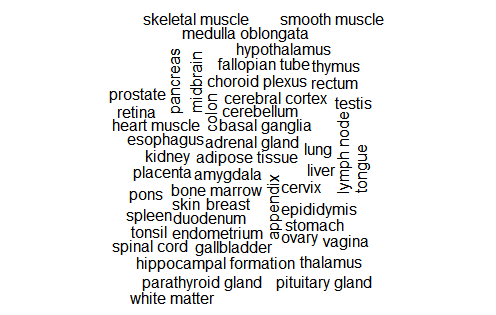 skeletal muscle
smooth muscle
medulla oblongata
hypothalamus
pancreas
midbrain
fallopian tube
thymus
choroid plexus
rectum
prostate
cerebral cortex
testis
retina
colon
cerebellum
heart muscle
basal ganglia
lymph node
esophagus
adrenal gland
lung
tongue
kidney
adipose tissue
placenta
amygdala
liver
pons
bone marrow
cervix
skin
breast
appendix
epididymis
spleen
duodenum
stomach
tonsil
endometrium
ovary
vagina
spinal cord
gallbladder
hippocampal formation
thalamus
parathyroid gland
pituitary gland
white matter